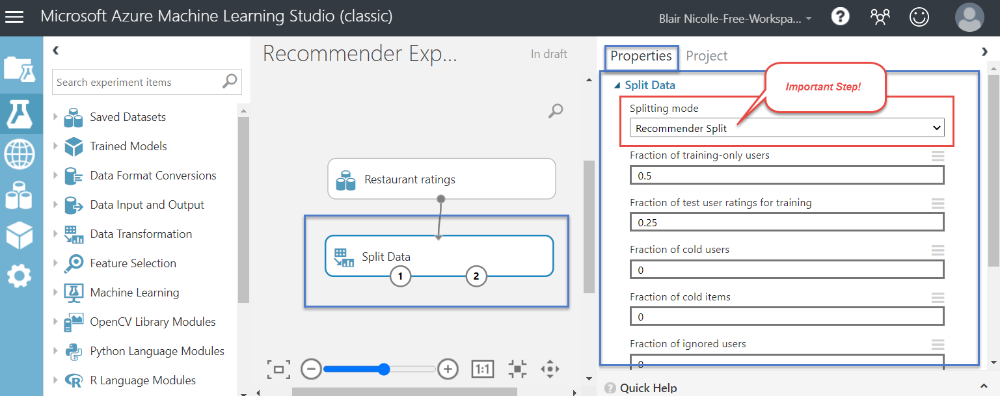 Microsoft Azure Machine Learning Studio (classic)
Blair Nicolle-Free-Workspa...
?
Search experiment items
Saved Datasets
Trained Models
Data Format Conversions
Data Input and Output
Data Transformation
Feature Selection
Machine Learning
OpenCV Library Modules
Python Language Modules
R Language Modules
Recommender Exp...
In draft
Restaurant ratings
Split Data
1
2
1:1
Properties
Project
Split Data
Important Step!
Splitting mode
Recommender Split
Fraction of training-only users
0.5
Fraction of test user ratings for training
0.25
Fraction of cold users
0
Fraction of cold items
0
Fraction of ignored users
0
? Quick Help